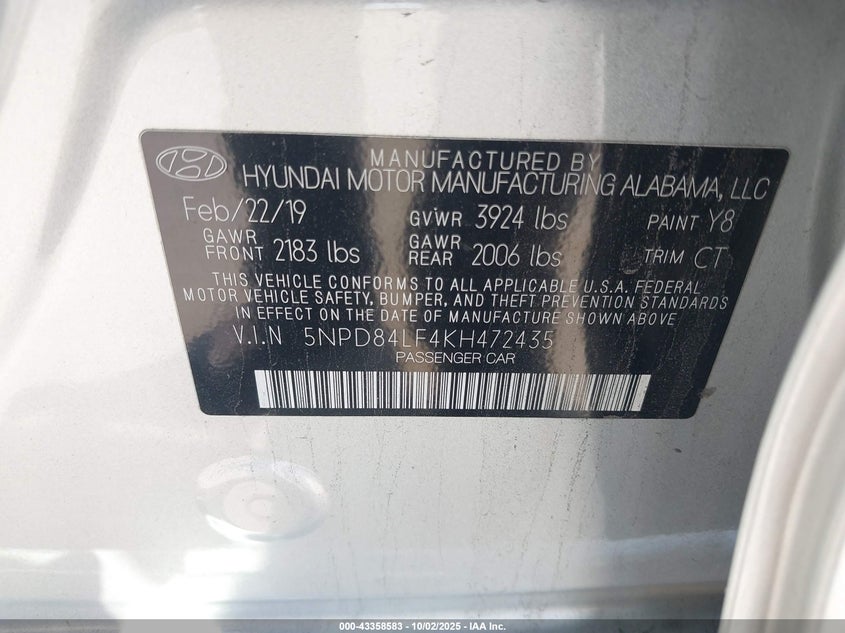 MANUFACTURED BY
HYUNDAI MOTOR MANUFACTURING ALABAMA, LLC
Feb/22/19 GVWR 3924 lbs PAINT Y8
GAWR FRONT 2183 lbs GAWR REAR 2006 lbs TRIM CT
THIS VEHICLE CONFORMS TO ALL APPLICABLE U.S.A. FEDERAL
MOTOR VEHICLE SAFETY, BUMPER, AND THEFT PREVENTION STANDARDS
IN EFFECT ON THE DATE OF MANUFACTURE SHOWN ABOVE
V.I.N 5NPD84LF4KH472435
PASSENGER CAR
000-43358583 - 10/02/2025 - IAA Inc.